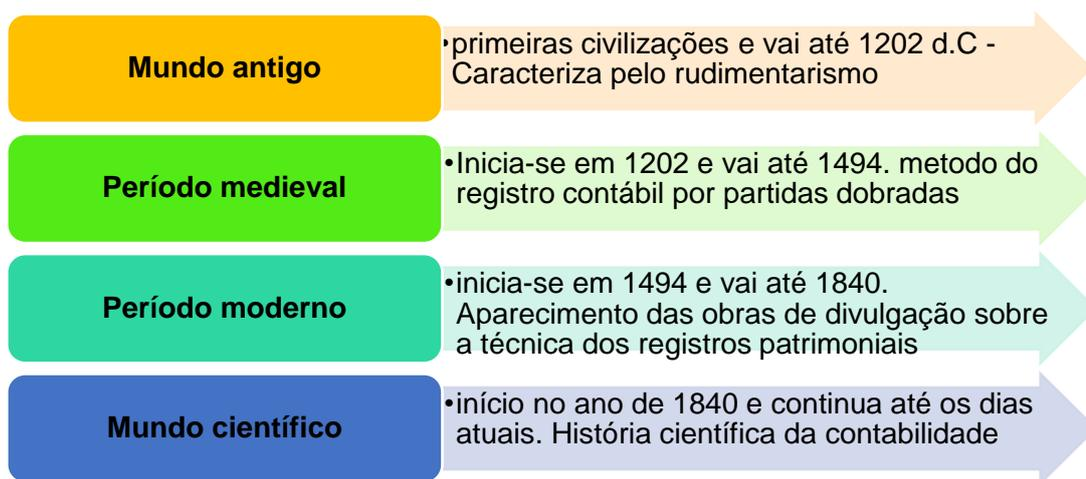 Mundo antigo
•primeiras civilizações e vai até 1202 d.C -
Caracteriza pelo rudimentarismo
Período medieval
•Inicia-se em 1202 e vai até 1494. metodo do
registro contábil por partidas dobradas
Período moderno
•inicia-se em 1494 e vai até 1840.
Aparecimento das obras de divulgação sobre
a técnica dos registros patrimoniais
Mundo científico
•início no ano de 1840 e continua até os dias
atuais. História científica da contabilidade